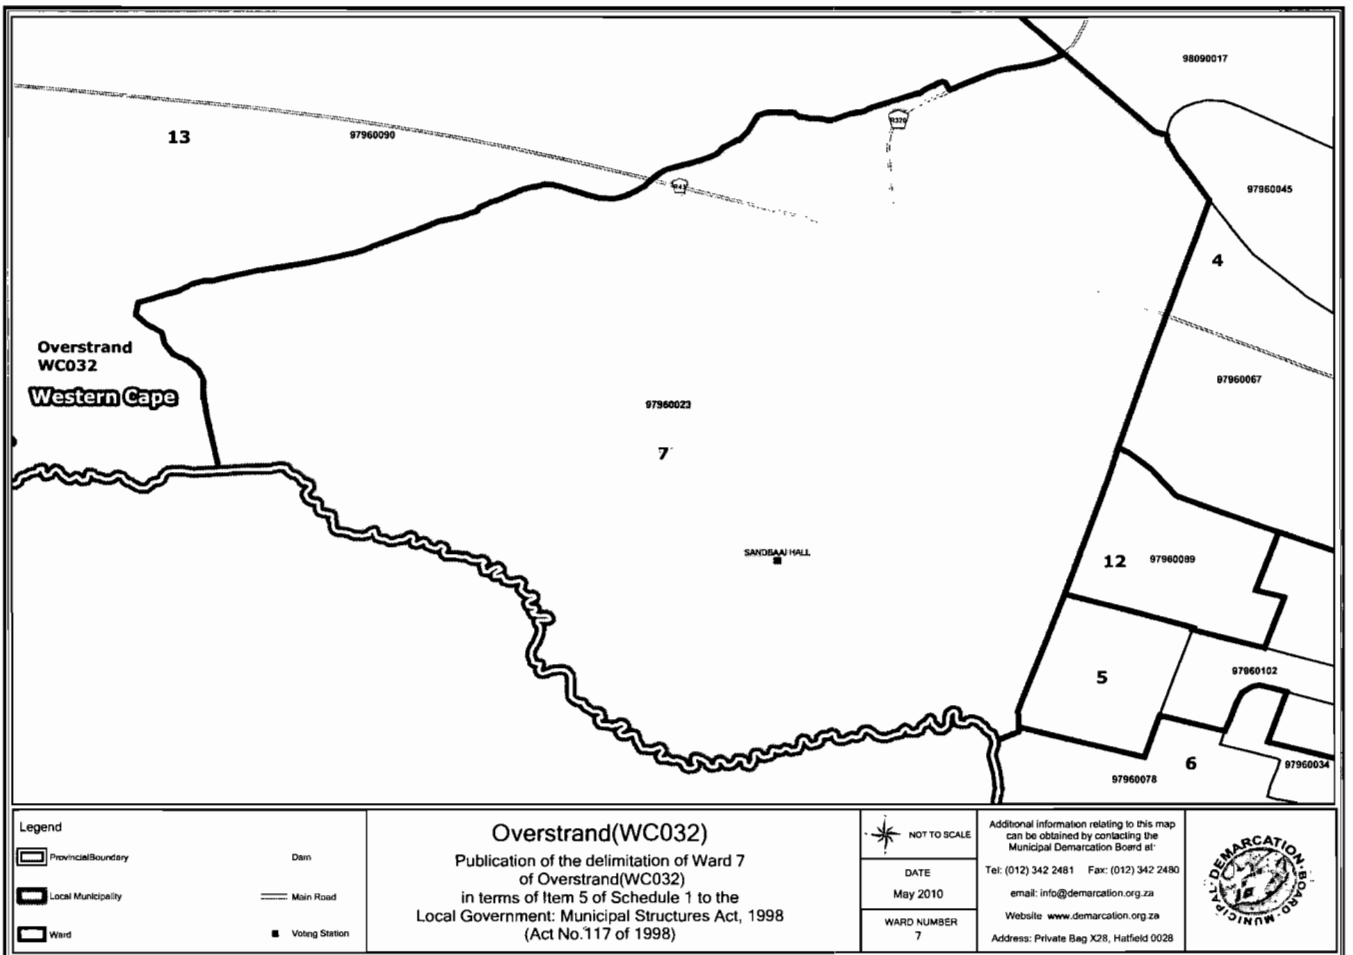 98090017
13
97960090
R320
R43
97960045
4
Overstrand
WC032
Western Cape
97960067
97960023
7
SANDBAAI HALL
12
97960089
5
97960102
6
97960078
97960034
Legend
ProvincialBoundary
Local Municipality
Ward
Dam
Main Road
Voting Station
Overstrand(WC032)
Publication of the delimitation of Ward 7
of Overstrand(WC032)
in terms of Item 5 of Schedule 1 to the
Local Government: Municipal Structures Act, 1998
(Act No.117 of 1998)
NOT TO SCALE
DATE
May 2010
WARD NUMBER
7
Additional information relating to this map
can be obtained by contacting the
Municipal Demarcation Board at:
Tel: (012) 342 2481 Fax: (012) 342 2480
email: info@demarcation.org.za
Website www.demarcation.org.za
Address: Private Bag X28, Hatfield 0028
MUNICIPAL DEMARCATION BOARD